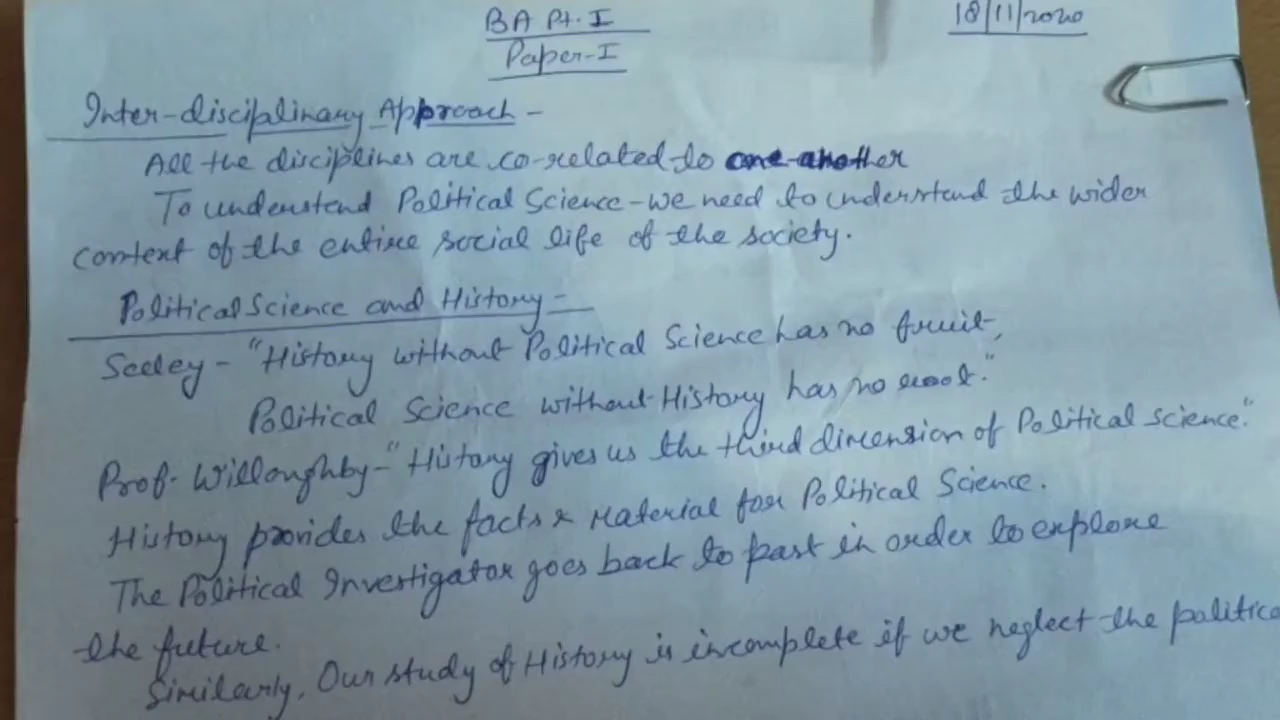 BA Pt. I
18/11/2020
Paper-I
Inter-disciplinary Approach -
All the disciplines are co-related to one another
To understand Political Science - we need to understand the wider
context of the entire social life of the society.
Political Science and History -
Seeley - "History without Political Science has no fruit,
Political Science without History has no root."
Prof. Willoughby - "History gives us the third dimension of Political Science."
History provides the facts & Material for Political Science.
The Political Investigator goes back to past in order to explore
the future.
Similarly, Our study of History is incomplete if we neglect the politica